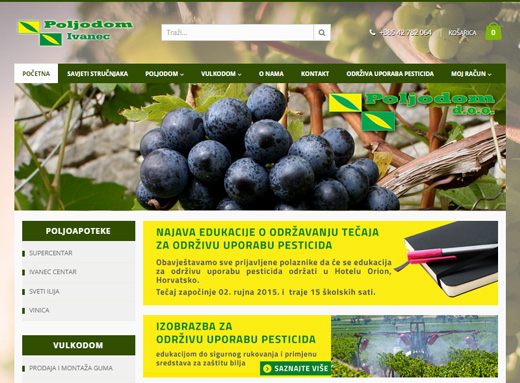 Poljodom
Ivanec
Traži...
+385 42 782 064
KOŠARICA
0
POČETNA
SAVJETI STRUČNJAKA
POLJODOM
VULKODOM
O NAMA
KONTAKT
ODRŽIVA UPORABA PESTICIDA
MOJ RAČUN
Poljodom
d.o.o.
POLJOAPOTEKE
SUPERCENTAR
IVANEC CENTAR
SVETI ILIJA
VINICA
VULKODOM
PRODAJA I MONTAŽA GUMA
NAJAVA EDUKACIJE O ODRŽAVANJU TEČAJA
ZA ODRŽIVU UPORABU PESTICIDA
Obavještavamo sve prijavljene polaznike da će se edukacija
za održivu uporabu pesticida održati u Hotelu Orion,
Horvatsko.
Tečaj započinje 02. rujna 2015. i traje 15 školskih sati.
IZOBRAZBA ZA
ODRŽIVU UPORABU PESTICIDA
edukacijom do sigurnog rukovanja i primjenu
sredstava za zaštitu bilja
SAZNAJTE VIŠE